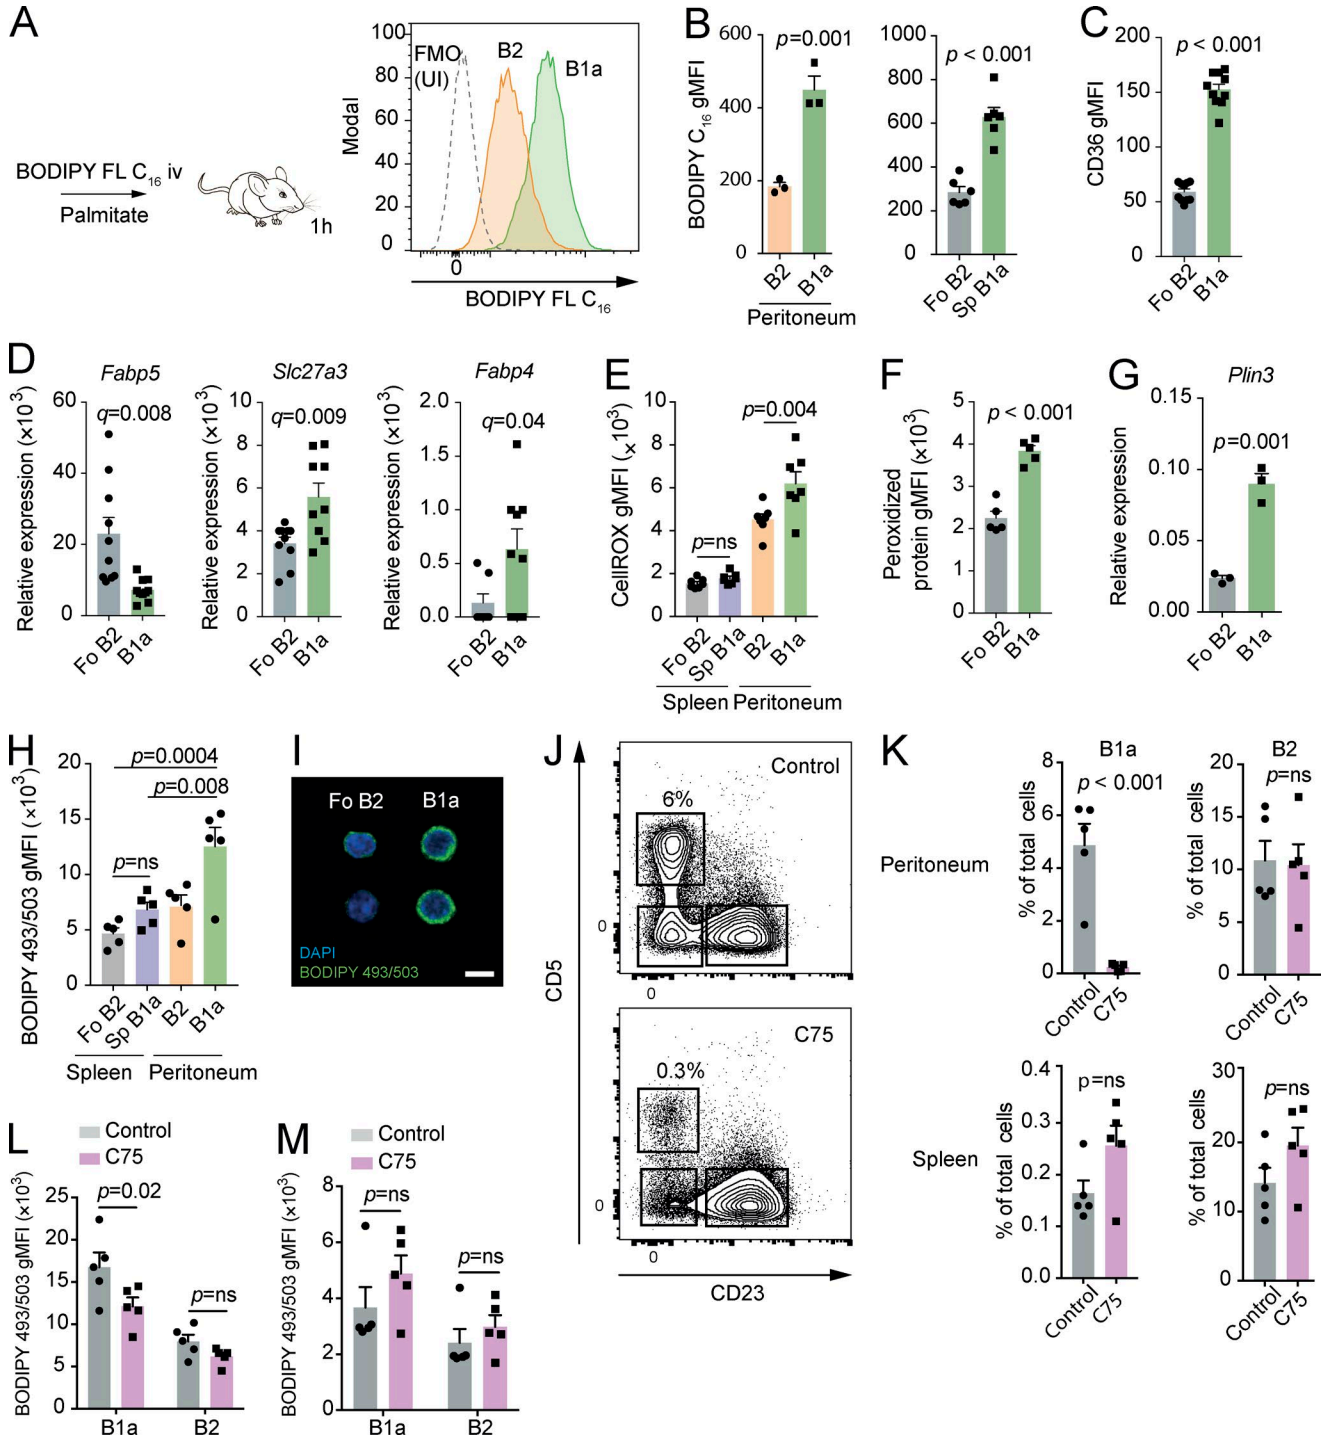 A
BODIPY FL C16 iv
Palmitate
1h
Modal
100
80
60
40
20
0
FMO
(UI)
B2
B1a
0
BODIPY FL C16
B
BODIPY C16 gMFI
600
400
200
0
p=0.001
B2
B1a
Peritoneum
1000
800
600
400
200
0
p < 0.001
Fo B2
Sp B1a
C
CD36 gMFI
200
150
100
50
0
p < 0.001
Fo B2
B1a
D
Fabp5
Relative expression (×10³)
60
40
20
0
q=0.008
Fo B2
B1a
Slc27a3
Relative expression (×10³)
10
8
6
4
2
0
q=0.009
Fo B2
B1a
Fabp4
Relative expression (×10³)
2.0
1.5
1.0
0.5
0.0
q=0.04
Fo B2
B1a
E
CellROX gMFI (×10³)
10
8
6
4
2
0
p=ns
p=0.004
Fo B2
Sp B1a
B2
B1a
Spleen
Peritoneum
F
Peroxidized
protein gMFI (×10³)
5
4
3
2
1
0
p < 0.001
Fo B2
B1a
G
Plin3
Relative expression
0.15
0.10
0.05
0.00
p=0.001
Fo B2
B1a
H
BODIPY 493/503 gMFI (×10³)
20
15
10
5
0
p=0.0004
p=0.008
p=ns
Fo B2
Sp B1a
B2
B1a
Spleen
Peritoneum
I
Fo B2
B1a
DAPI
BODIPY 493/503
J
CD5
Control
6%
0
0
C75
0.3%
0
0
CD23
K
B1a
B2
Peritoneum
% of total cells
8
6
4
2
0
p < 0.001
Control
C75
% of total cells
20
15
10
5
0
p=ns
Control
C75
Spleen
% of total cells
0.4
0.3
0.2
0.1
0.0
p=ns
Control
C75
% of total cells
30
20
10
0
p=ns
Control
C75
L
Control
C75
BODIPY 493/503 gMFI (×10³)
25
20
15
10
5
0
p=0.02
p=ns
B1a
B2
M
Control
C75
BODIPY 493/503 gMFI (×10³)
8
6
4
2
0
p=ns
p=ns
B1a
B2